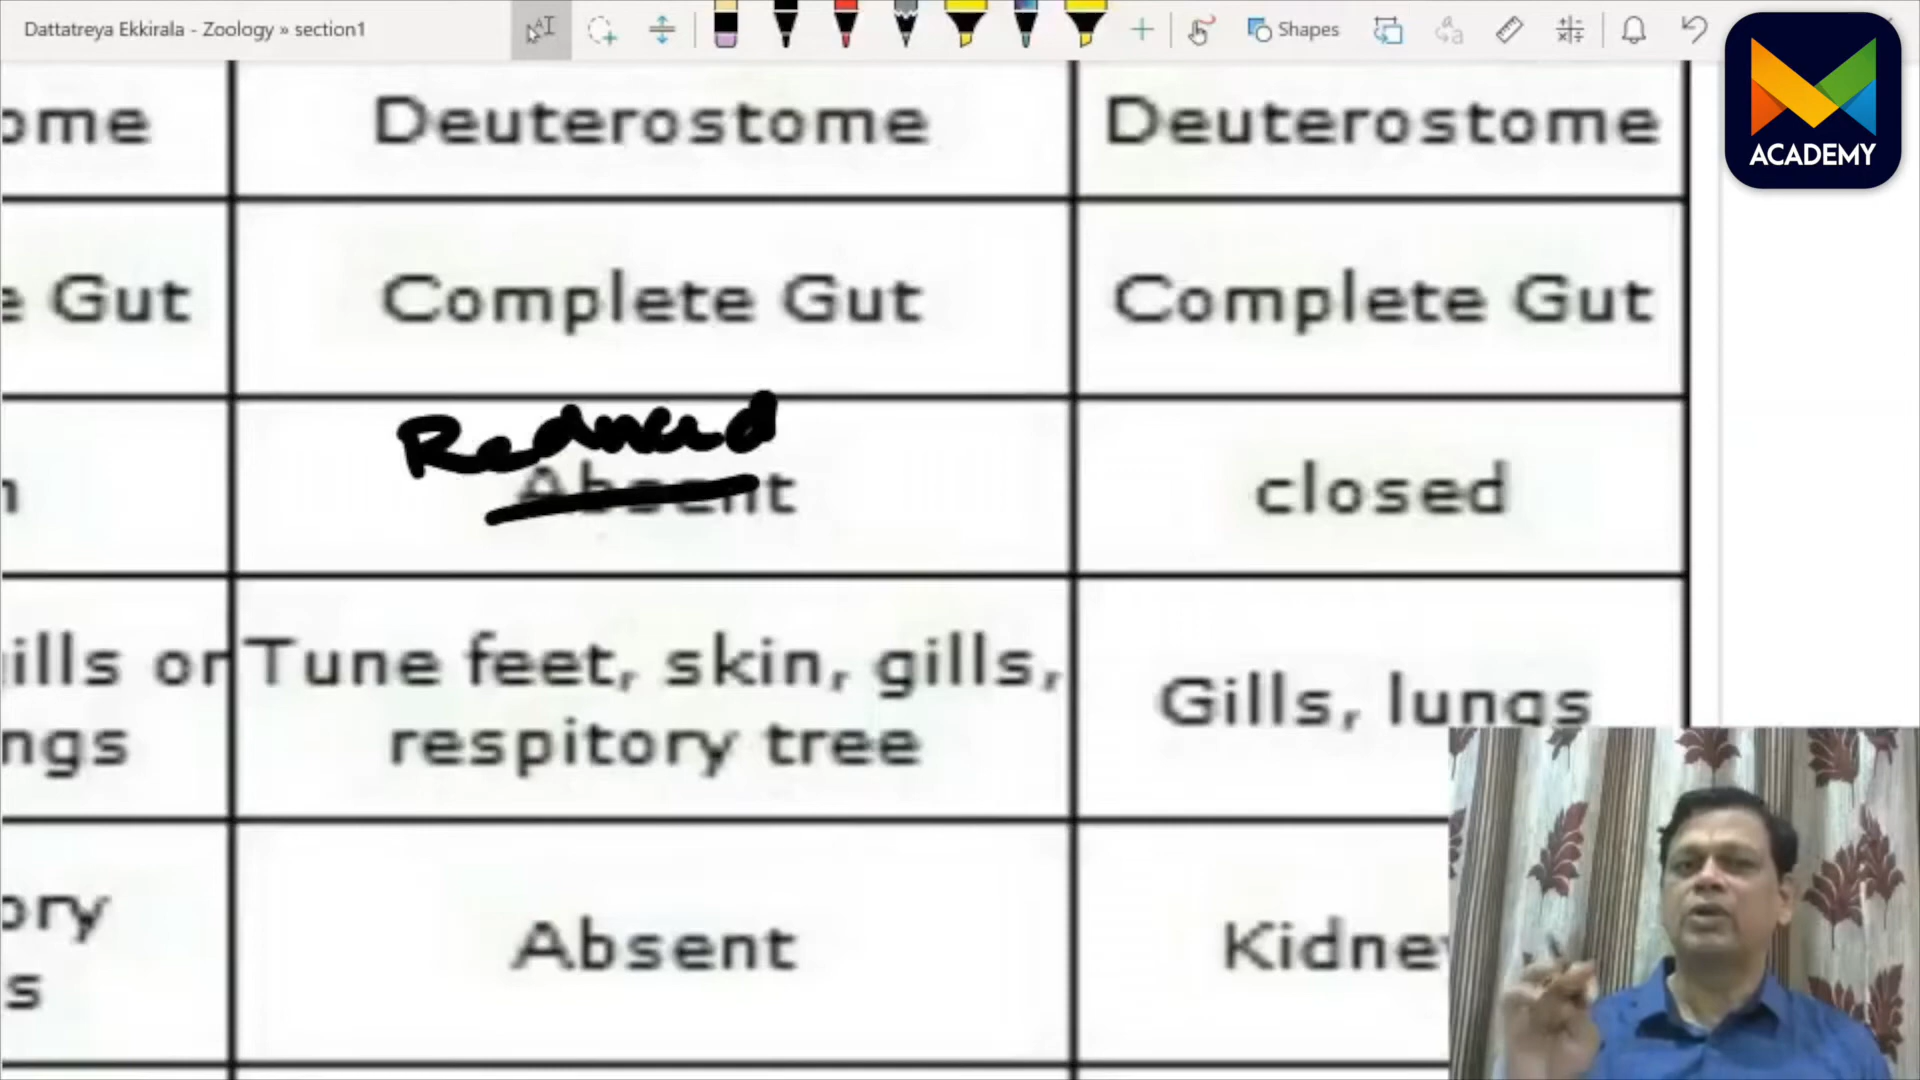 Dattatreya Ekkirala - Zoology » section1
Shapes
ACADEMY
ome
Deuterostome
Deuterostome
e Gut
Complete Gut
Complete Gut
Reduced
Absent
closed
ills or
ngs
Tune feet, skin, gills,
respitory tree
Gills, lungs
ory
s
Absent
Kidney